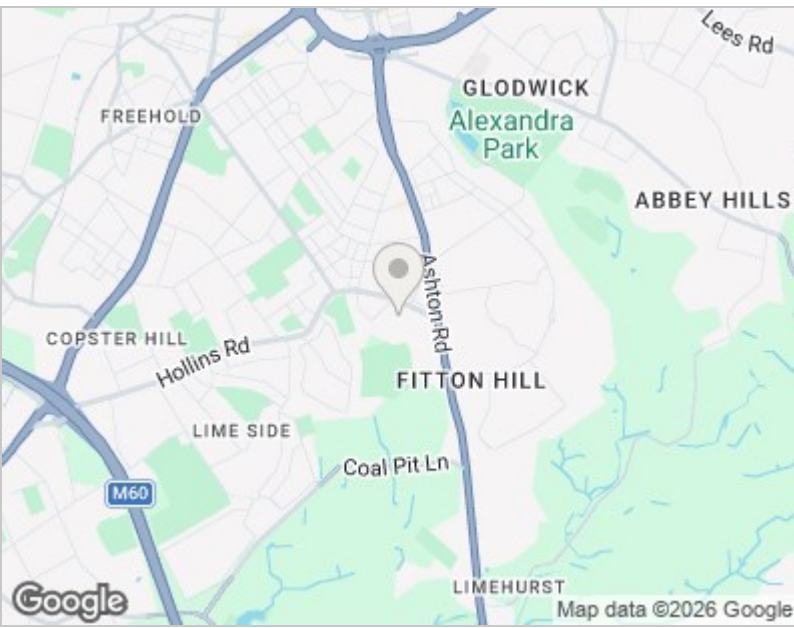 Lees Rd
GLODWICK
Alexandra
Park
FREEHOLD
ABBEY HILLS
Ashton Rd
COPSTER HILL
Hollins Rd
FITTON HILL
LIME SIDE
Coal Pit Ln
M60
LIMEHURST
Google
Map data ©2026 Google